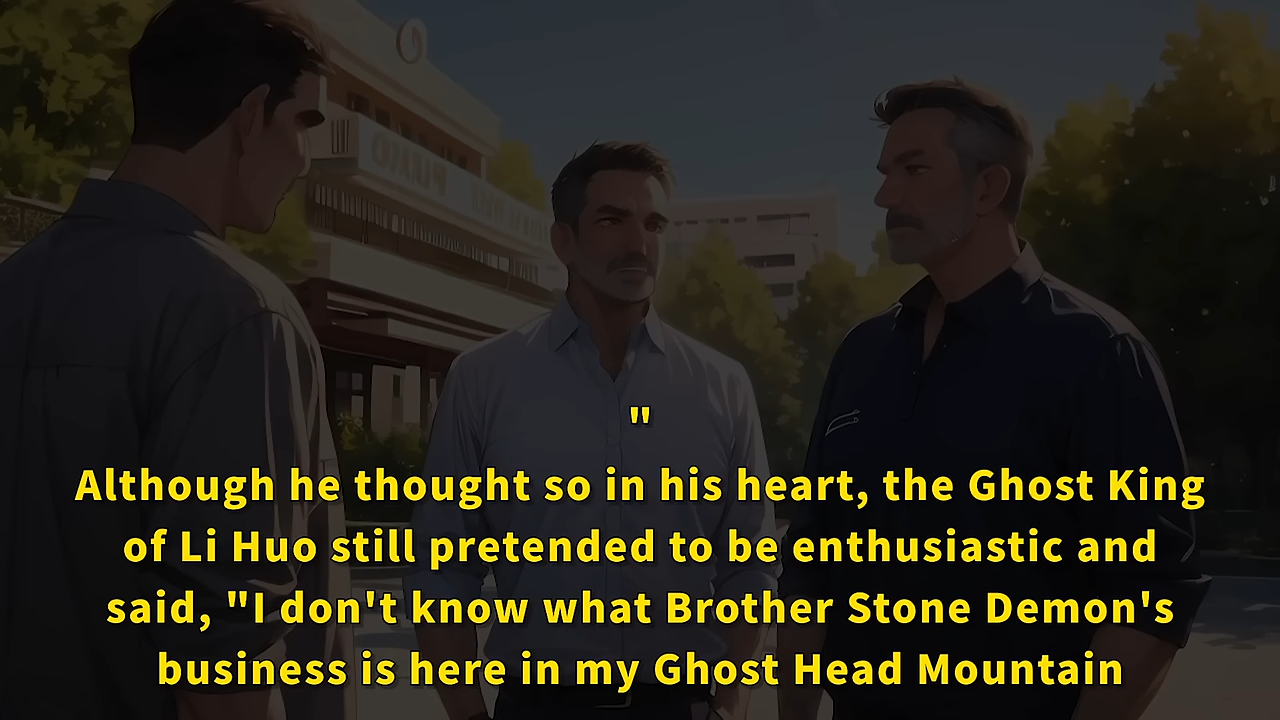 "
Although he thought so in his heart, the Ghost King
of Li Huo still pretended to be enthusiastic and
said, "I don't know what Brother Stone Demon's
business is here in my Ghost Head Mountain